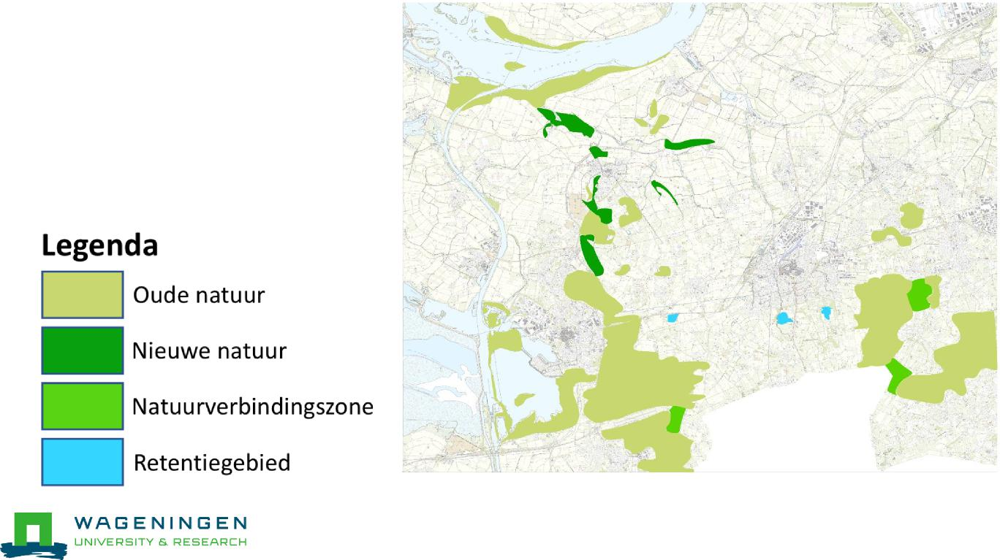 Legenda
Oude natuur
Nieuwe natuur
Natuurverbindingszone
Retentiegebied
WAGENINGEN
UNIVERSITY & RESEARCH